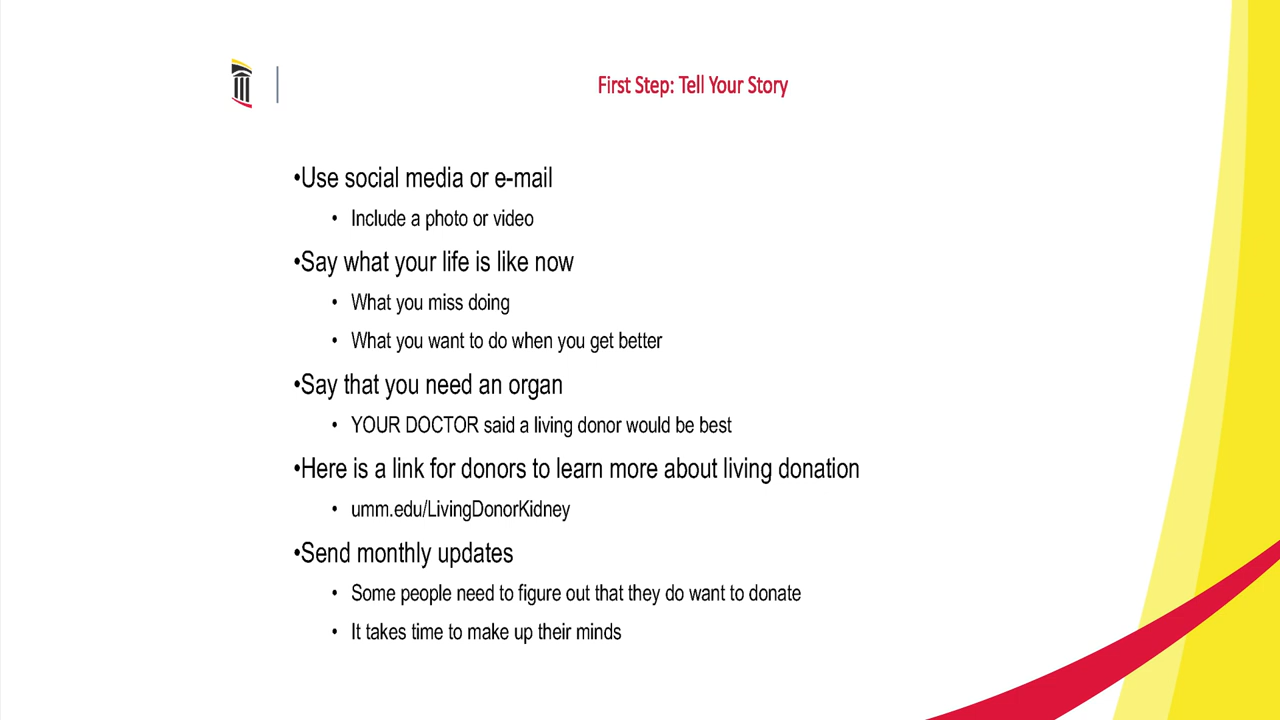 First Step: Tell Your Story
•Use social media or e-mail
• Include a photo or video
•Say what your life is like now
• What you miss doing
• What you want to do when you get better
•Say that you need an organ
• YOUR DOCTOR said a living donor would be best
•Here is a link for donors to learn more about living donation
• umm.edu/LivingDonorKidney
•Send monthly updates
• Some people need to figure out that they do want to donate
• It takes time to make up their minds